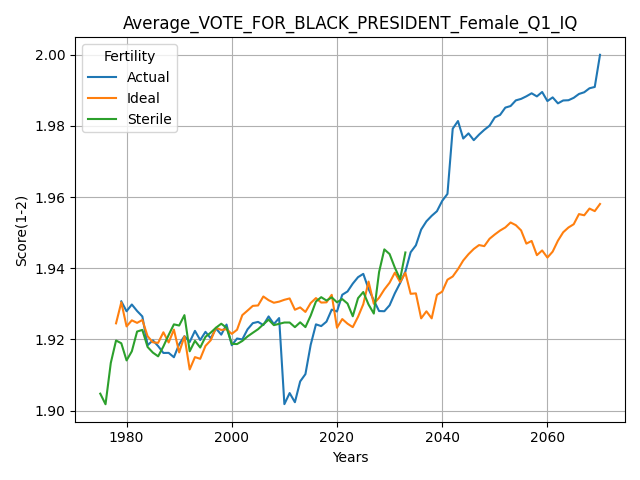 Average_VOTE_FOR_BLACK_PRESIDENT_Female_Q1_IQ
Fertility
Actual
Ideal
Sterile
Score(1-2)
2.00
1.98
1.96
1.94
1.92
1.90
1980 2000 2020 2040 2060
Years